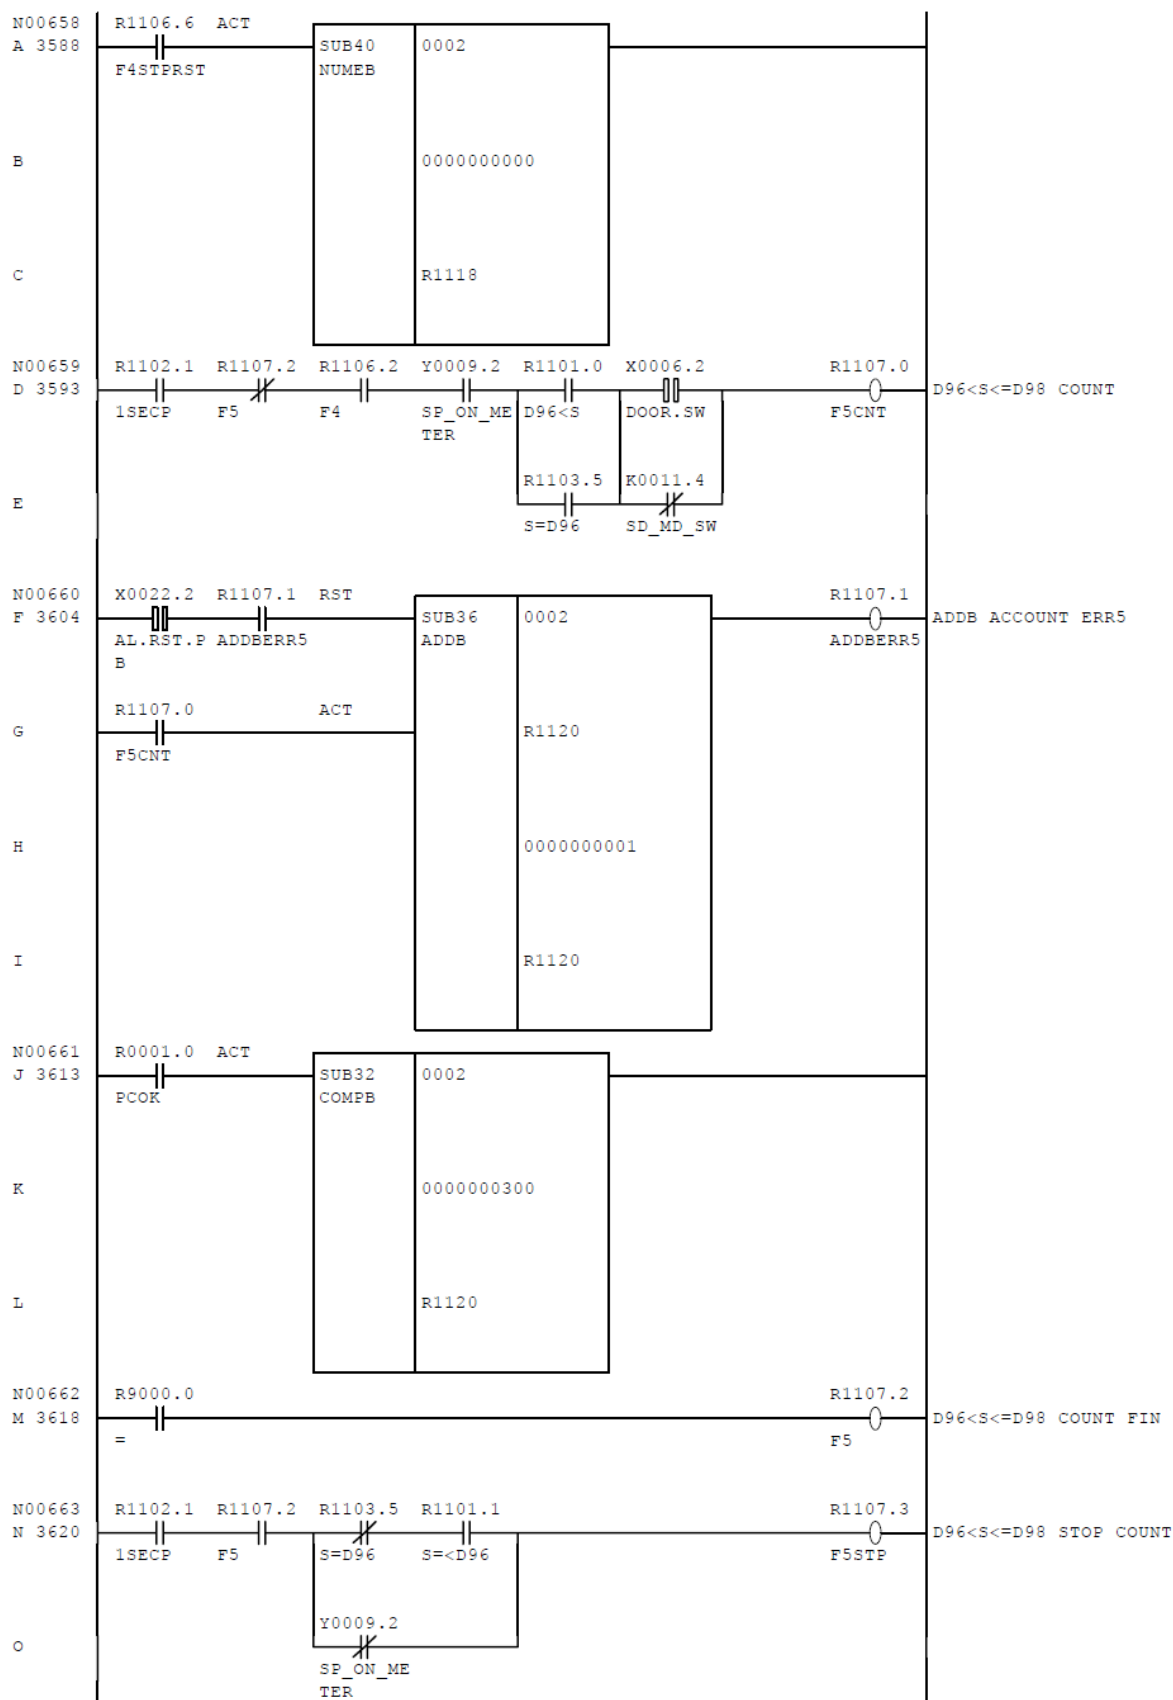 N00658 R1106.6 ACT
A 3588 SUB40 0002
F4STPRST NUMEB
B 0000000000
C R1118
N00659 R1102.1 R1107.2 R1106.2 Y0009.2 R1101.0 X0006.2 R1107.0
D 3593 D96<S<=D98 COUNT
1SECP F5 F4 SP_ON_ME D96<S DOOR.SW F5CNT
TER
R1103.5 K0011.4
E
S=D96 SD_MD_SW
N00660 X0022.2 R1107.1 RST R1107.1
F 3604 SUB36 0002 ADDB ACCOUNT ERR5
AL.RST.P ADDBERR5 ADDB ADDBERR5
B
R1107.0 ACT
G R1120
F5CNT
H 0000000001
I R1120
N00661 R0001.0 ACT
J 3613 SUB32 0002
PCOK COMPB
K 0000000300
L R1120
N00662 R9000.0 R1107.2
M 3618 D96<S<=D98 COUNT FIN
= F5
N00663 R1102.1 R1107.2 R1103.5 R1101.1 R1107.3
N 3620 D96<S<=D98 STOP COUNT
1SECP F5 S=D96 S=<D96 F5STP
Y0009.2
O
SP_ON_ME
TER